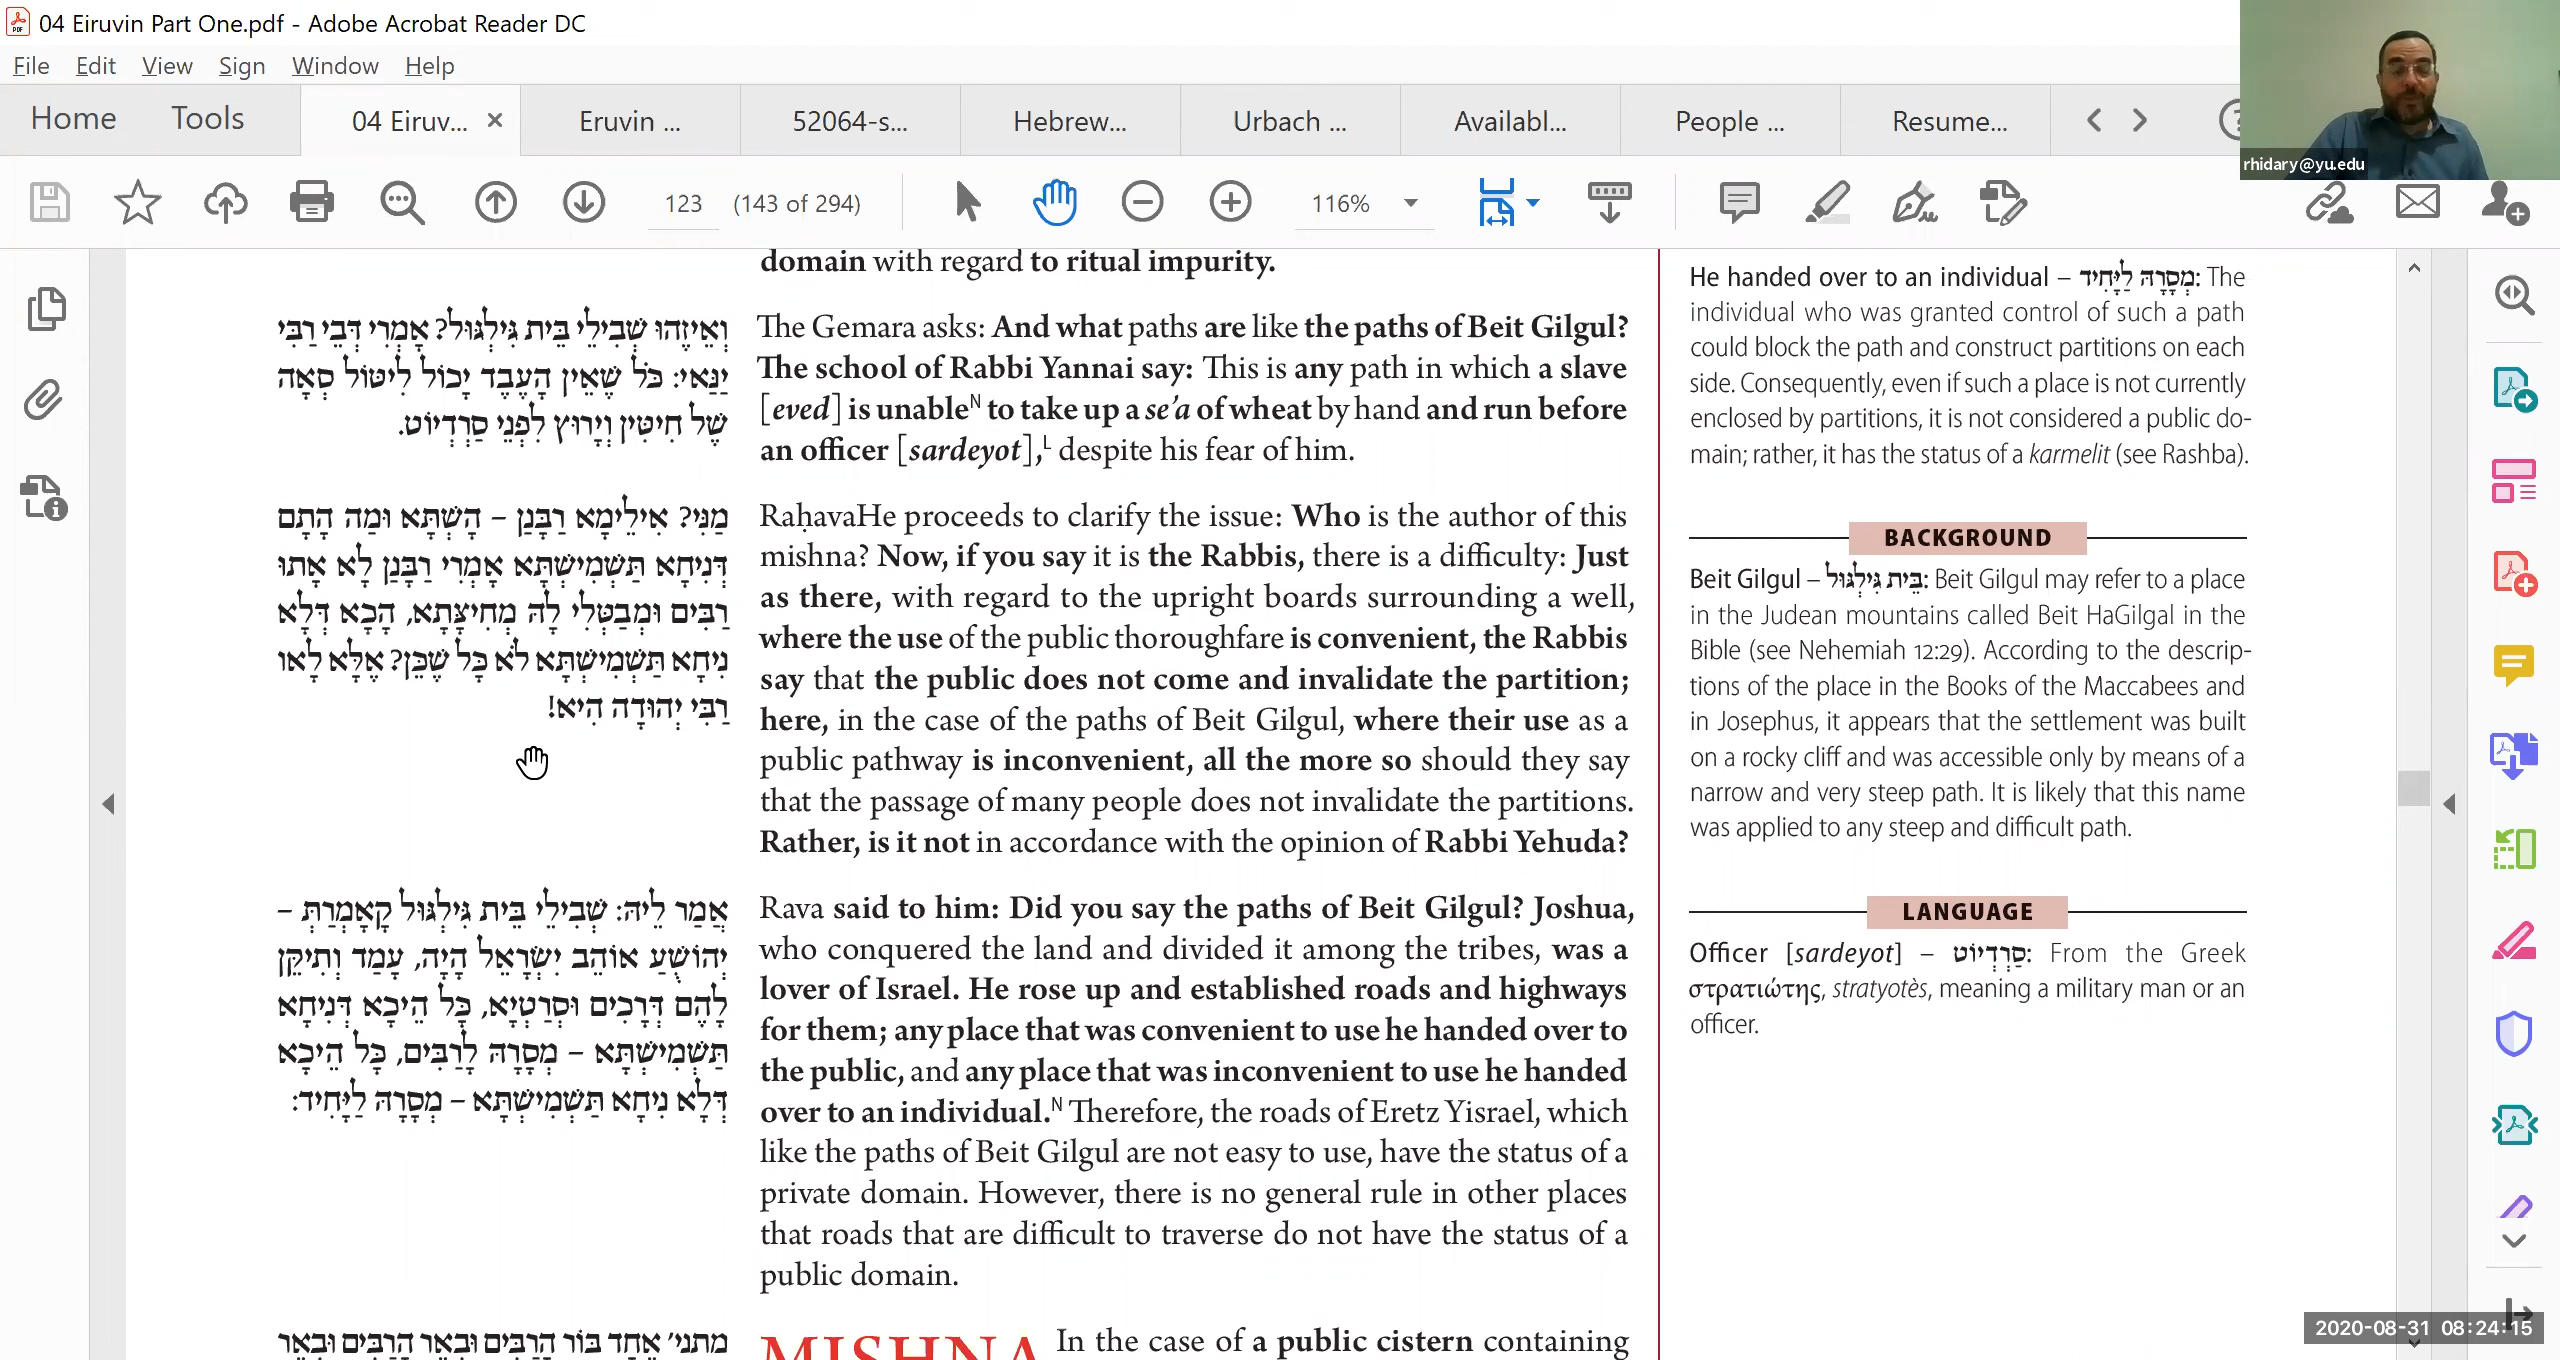 04 Eiruvin Part One.pdf - Adobe Acrobat Reader DC
File Edit View Sign Window Help
Home Tools 04 Eiruv... × Eruvin ... 52064-s... Hebrew... Urbach ... Availabl... People ... Resume...
rhidary@yu.edu
123 (143 of 294) 116%
domain with regard to ritual impurity.
וְאֵיזֶהוּ שְׁבִילֵי בֵּית גִּילְגּוּל? אָמְרִי דְּבֵי רַבִּי
יַנַּאי: כֹּל שֶׁאֵין הָעֶבֶד יָכוֹל לִיטּוֹל סְאָה
שֶׁל חִיטִּין וְיָרוּץ לִפְנֵי סַרְדְּיוֹט.
The Gemara asks: And what paths are like the paths of Beit Gilgul?
The school of Rabbi Yannai say: This is any path in which a slave
[eved] is unableᴺ to take up a se'a of wheat by hand and run before
an officer [sardeyot],ᴸ despite his fear of him.
מַנִּי? אִילֵימָא רַבָּנַן – הָשְׁתָּא וּמַה הָתָם
דְּנִיחָא תַּשְׁמִישְׁתָּא אָמְרִי רַבָּנַן לָא אָתוּ
רַבִּים וּמְבַטְּלִי לַהּ מְחִיצָּתָא, הָכָא דְּלָא
נִיחָא תַּשְׁמִישְׁתָּא לֹא כׇּל שֶׁכֵּן? אֶלָּא לָאו
רַבִּי יְהוּדָה הִיא!
RaḥavaHe proceeds to clarify the issue: Who is the author of this
mishna? Now, if you say it is the Rabbis, there is a difficulty: Just
as there, with regard to the upright boards surrounding a well,
where the use of the public thoroughfare is convenient, the Rabbis
say that the public does not come and invalidate the partition;
here, in the case of the paths of Beit Gilgul, where their use as a
public pathway is inconvenient, all the more so should they say
that the passage of many people does not invalidate the partitions.
Rather, is it not in accordance with the opinion of Rabbi Yehuda?
אֲמַר לֵיהּ: שְׁבִילֵי בֵּית גִּילְגּוּל קָאָמְרַתְּ –
יְהוֹשֻׁעַ אוֹהֵב יִשְׂרָאֵל הָיָה, עָמַד וְתִיקֵּן
לָהֶם דְּרָכִים וּסְרַטְיָא, כׇּל הֵיכָא דְּנִיחָא
תַּשְׁמִישְׁתָּא – מְסָרָהּ לָרַבִּים, כׇּל הֵיכָא
דְּלָא נִיחָא תַּשְׁמִישְׁתָּא – מְסָרָהּ לַיָּחִיד:
Rava said to him: Did you say the paths of Beit Gilgul? Joshua,
who conquered the land and divided it among the tribes, was a
lover of Israel. He rose up and established roads and highways
for them; any place that was convenient to use he handed over to
the public, and any place that was inconvenient to use he handed
over to an individual.ᴺ Therefore, the roads of Eretz Yisrael, which
like the paths of Beit Gilgul are not easy to use, have the status of a
private domain. However, there is no general rule in other places
that roads that are difficult to traverse do not have the status of a
public domain.
מתני׳ אֶחָד בּוֹר הָרַבִּים וּבְאֵר הָרַבִּים וּבְאֵר
MISHNA In the case of a public cistern containing
He handed over to an individual – מְסָרָהּ לַיָּחִיד: The
individual who was granted control of such a path
could block the path and construct partitions on each
side. Consequently, even if such a place is not currently
enclosed by partitions, it is not considered a public do-
main; rather, it has the status of a karmelit (see Rashba).
BACKGROUND
Beit Gilgul – בֵּית גִּילְגּוּל: Beit Gilgul may refer to a place
in the Judean mountains called Beit HaGilgal in the
Bible (see Nehemiah 12:29). According to the descrip-
tions of the place in the Books of the Maccabees and
in Josephus, it appears that the settlement was built
on a rocky cliff and was accessible only by means of a
narrow and very steep path. It is likely that this name
was applied to any steep and difficult path.
LANGUAGE
Officer [sardeyot] – סַרְדְּיוֹט: From the Greek
στρατιώτης, stratyotès, meaning a military man or an
officer.
2020-08-31 08:24:15